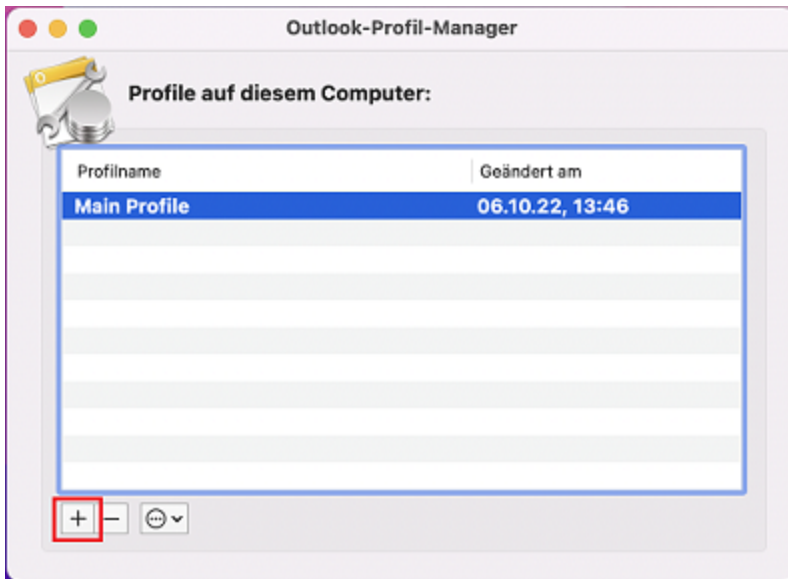 Outlook-Profil-Manager
Profile auf diesem Computer:
Profilname Geändert am
Main Profile 06.10.22, 13:46